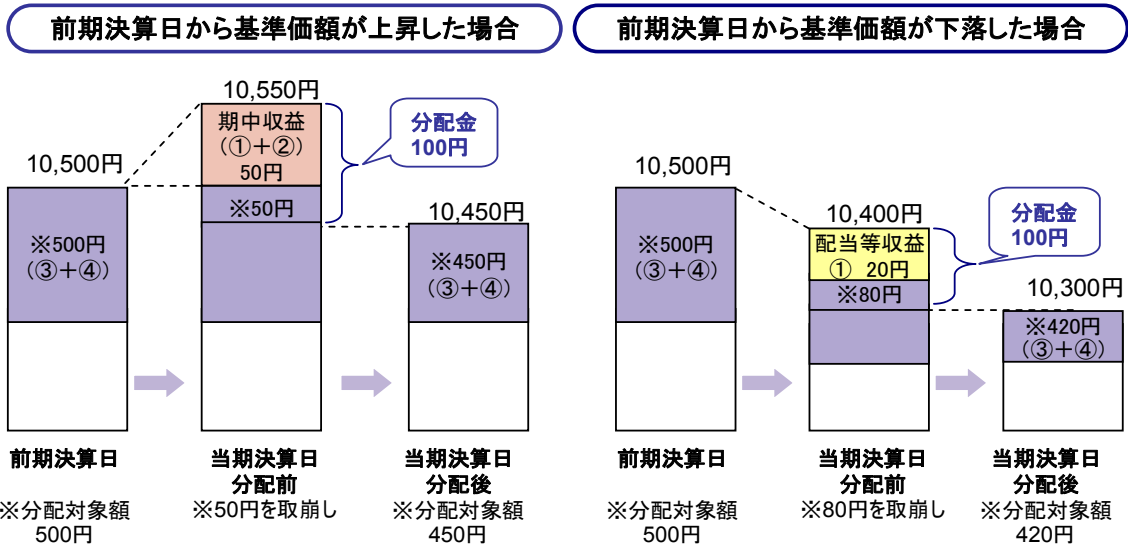 前期決算日から基準価額が上昇した場合
10,550円
期中収益
(①+②)
50円
分配金
100円
10,500円
※50円
10,450円
※500円
(③+④)
※450円
(③+④)
前期決算日
当期決算日
分配前
当期決算日
分配後
※分配対象額
500円
※50円を取崩し
※分配対象額
450円
前期決算日から基準価額が下落した場合
10,500円
10,400円
分配金
100円
※500円
(③+④)
配当等収益
① 20円
※80円
10,300円
※420円
(③+④)
前期決算日
当期決算日
分配前
当期決算日
分配後
※分配対象額
500円
※80円を取崩し
※分配対象額
420円